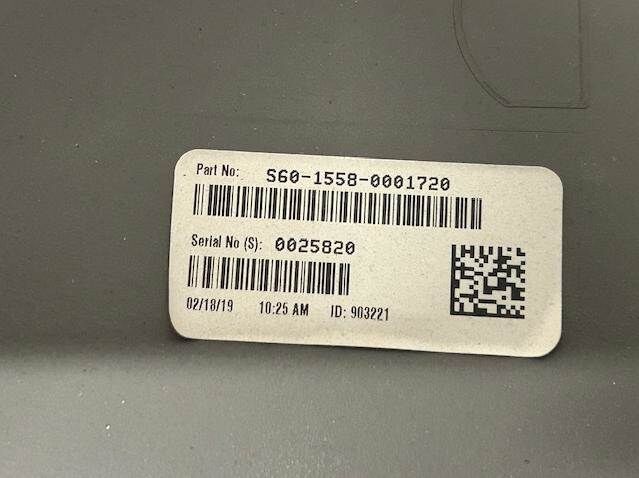 Part No: S60-1558-0001720
Serial No (S): 0025820
02/18/19 10:25 AM ID: 903221